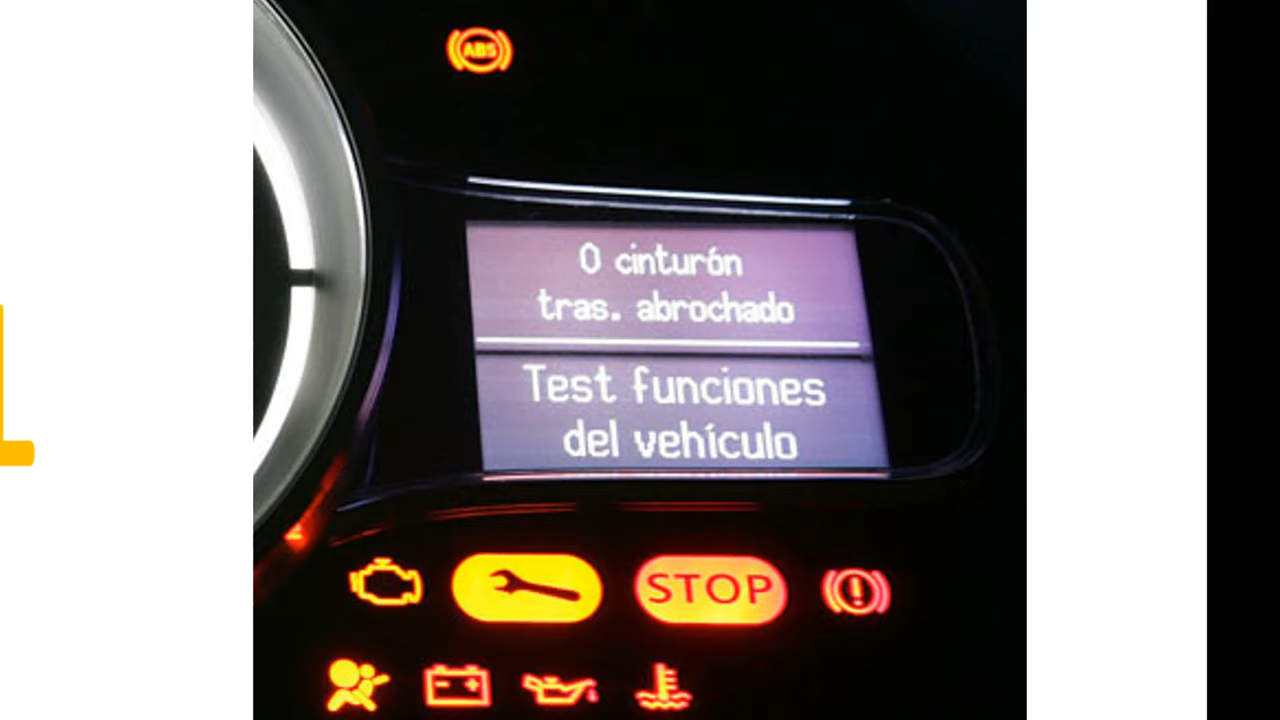 ABS
0 cinturón
tras. abrochado
Test funciones
del vehículo
STOP